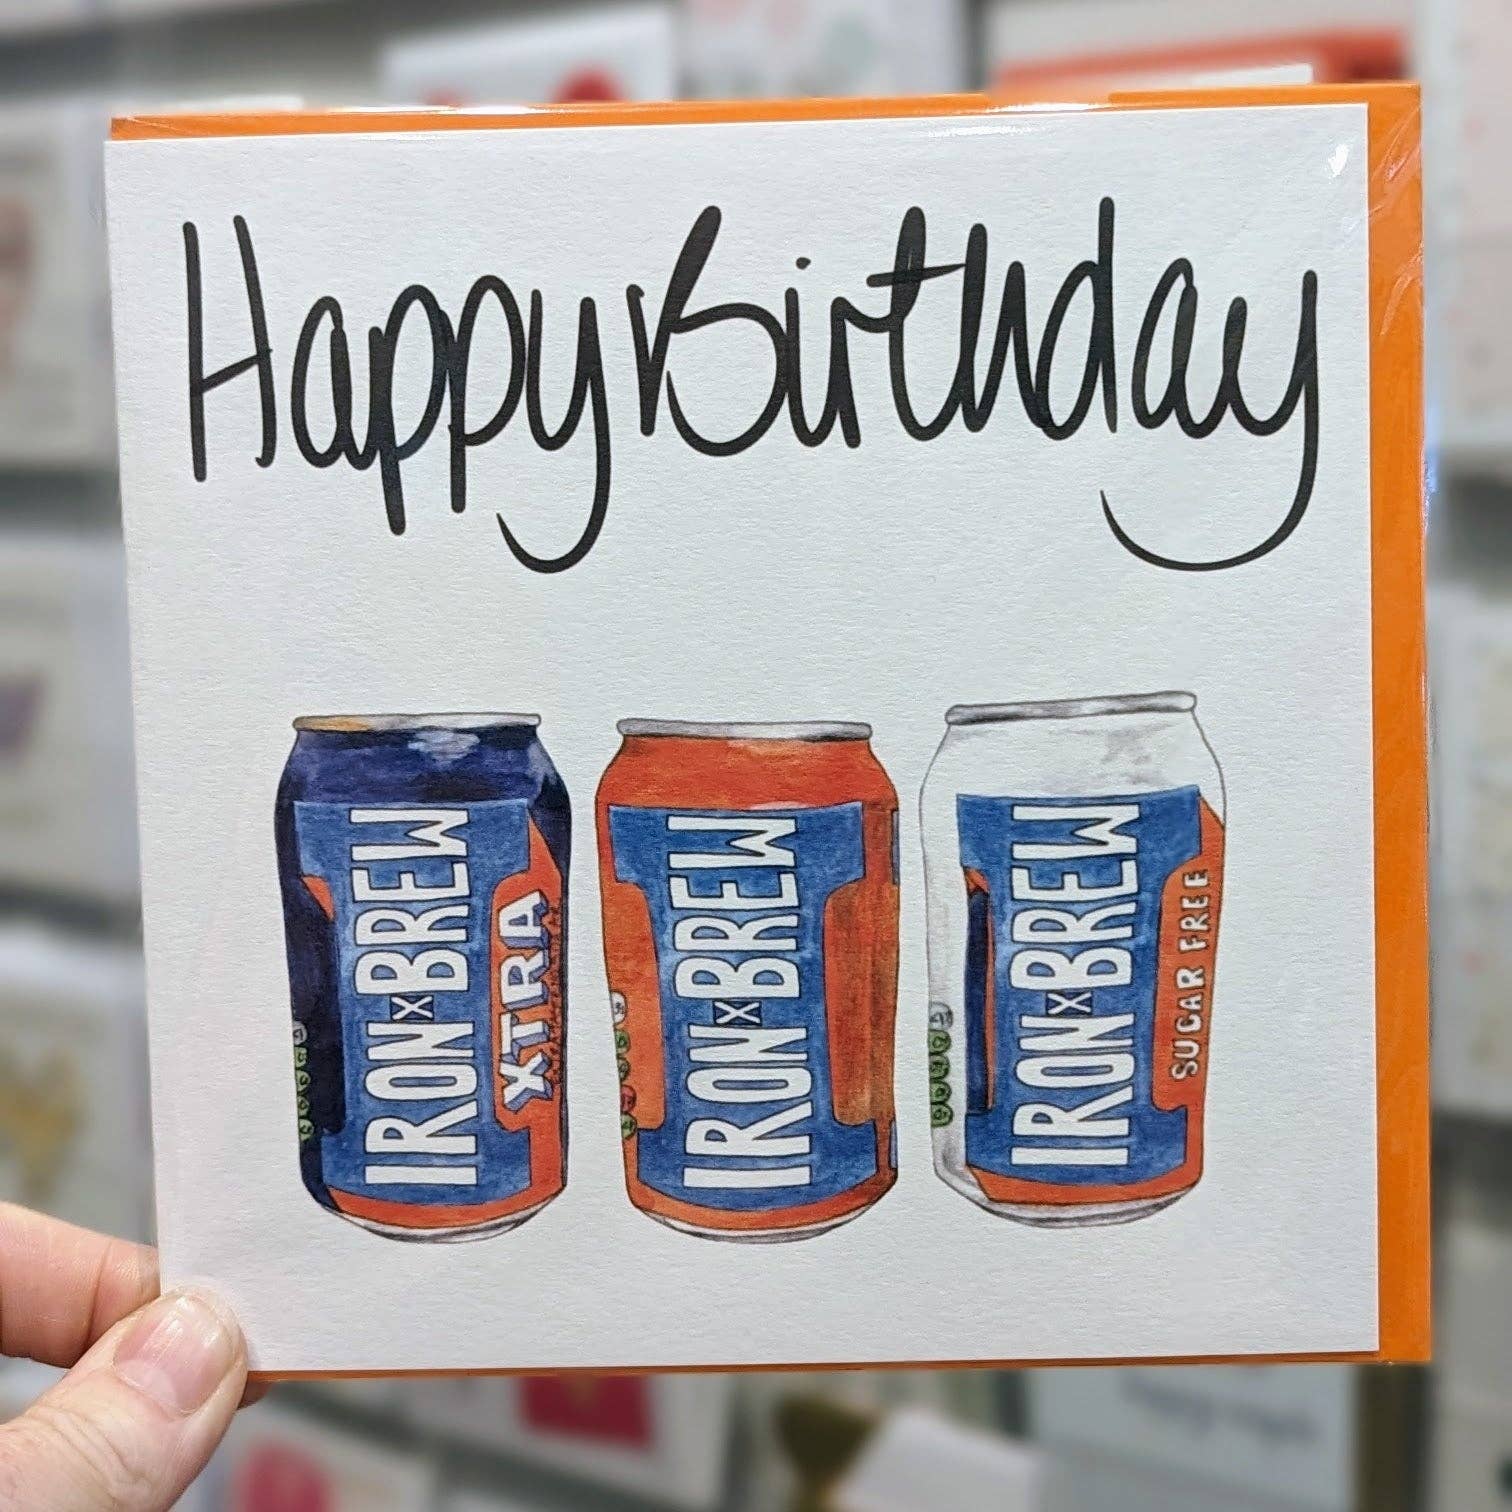 Happy Birthday
IRON X BREW
XTRA
IRON X BREW
IRON X BREW
SUGAR FREE